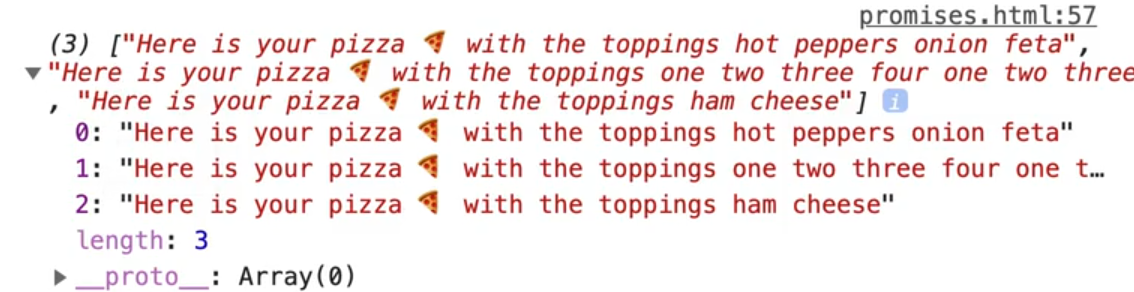 promises.html:57
(3) ["Here is your pizza 🍕 with the toppings hot peppers onion feta",
▼"Here is your pizza 🍕 with the toppings one two three four one two three
, "Here is your pizza 🍕 with the toppings ham cheese"] i
0: "Here is your pizza 🍕 with the toppings hot peppers onion feta"
1: "Here is your pizza 🍕 with the toppings one two three four one t…
2: "Here is your pizza 🍕 with the toppings ham cheese"
length: 3
▶ __proto__: Array(0)